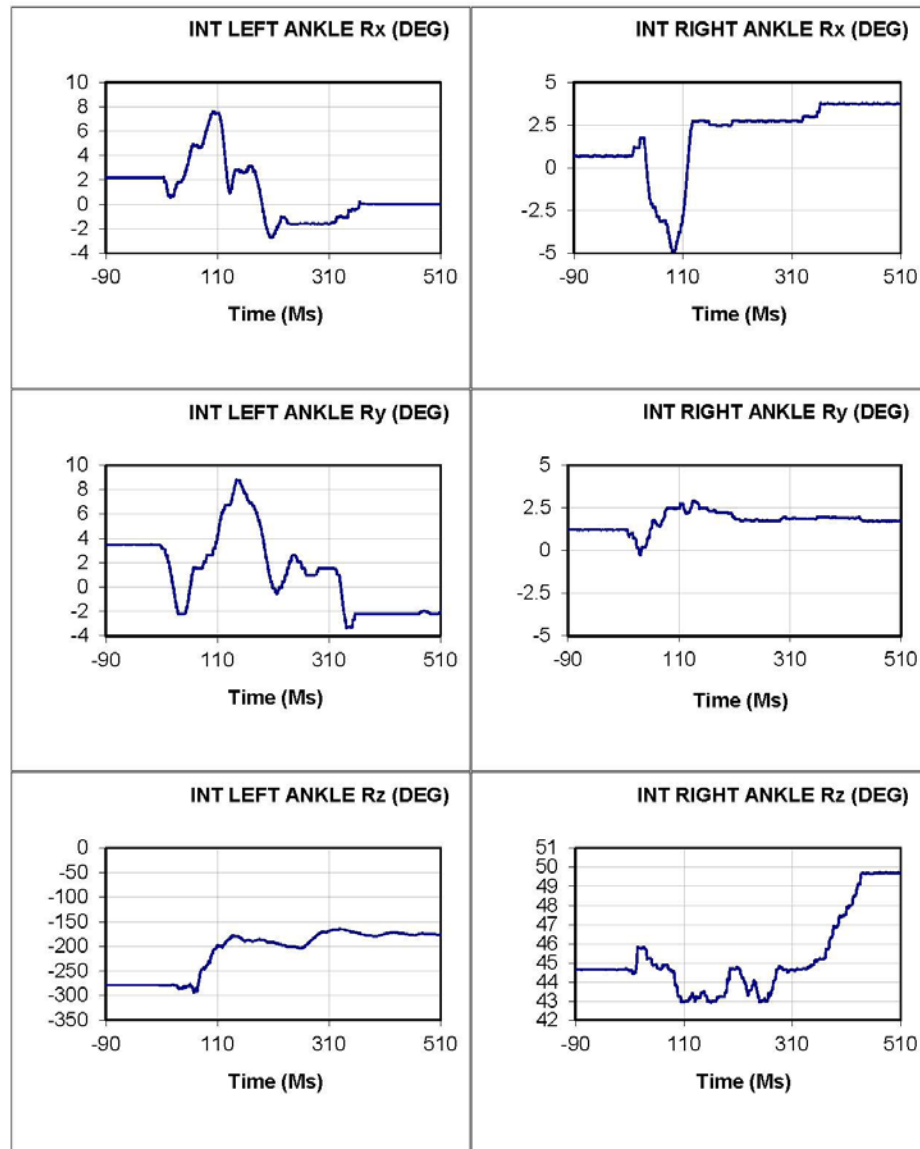 INT LEFT ANKLE Rx (DEG)
10
8
6
4
2
0
-2
-4
-90 110 310 510
Time (Ms)
INT RIGHT ANKLE Rx (DEG)
5
2.5
0
-2.5
-5
-90 110 310 510
Time (Ms)
INT LEFT ANKLE Ry (DEG)
10
8
6
4
2
0
-2
-4
-90 110 310 510
Time (Ms)
INT RIGHT ANKLE Ry (DEG)
5
2.5
0
-2.5
-5
-90 110 310 510
Time (Ms)
INT LEFT ANKLE Rz (DEG)
0
-50
-100
-150
-200
-250
-300
-350
-90 110 310 510
Time (Ms)
INT RIGHT ANKLE Rz (DEG)
51
50
49
48
47
46
45
44
43
42
-90 110 310 510
Time (Ms)